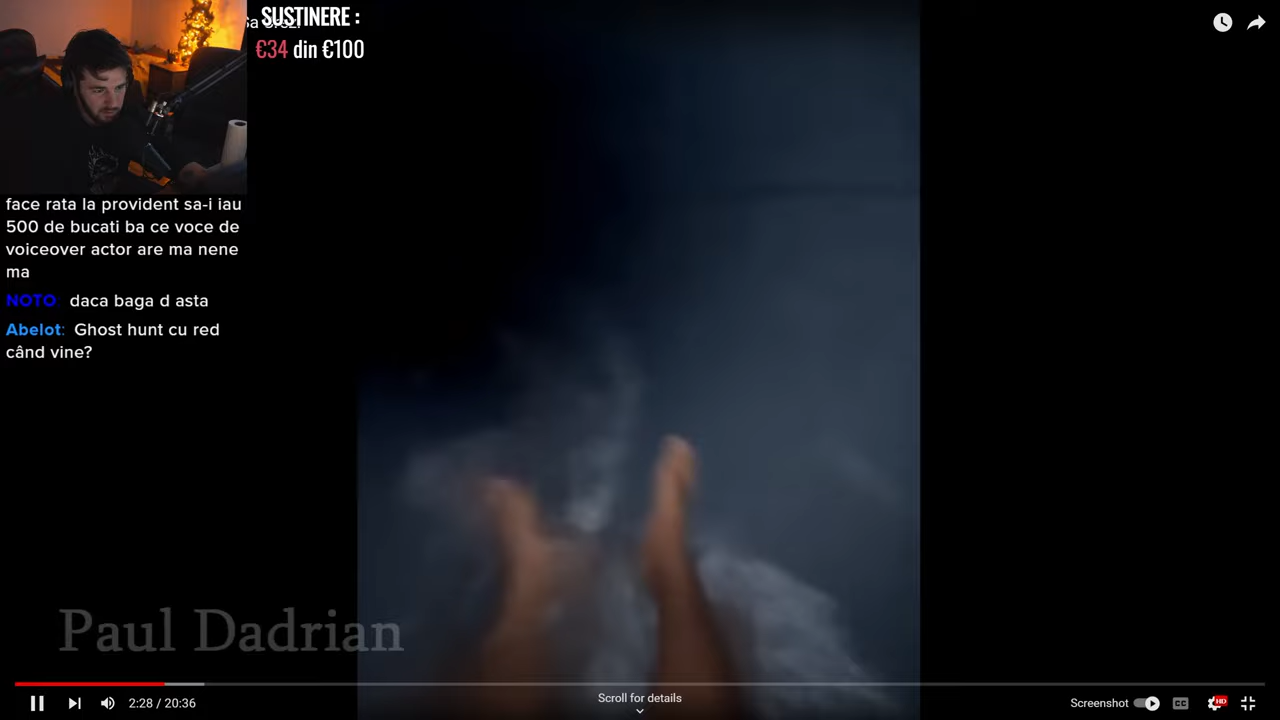 SUSTINERE :
€34 din €100
face rata la provident sa-i iau
500 de bucati ba ce voce de
voiceover actor are ma nene
ma
NOTO daca baga d asta
Abelot: Ghost hunt cu red
când vine?
Paul Dadrian
2:28 / 20:36
Scroll for details
Screenshot
CC
HD